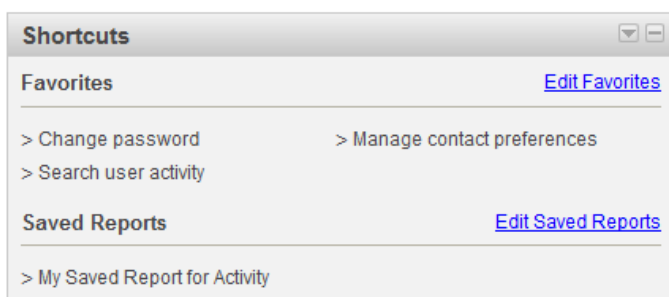 Shortcuts
Favorites Edit Favorites
> Change password > Manage contact preferences
> Search user activity
Saved Reports Edit Saved Reports
> My Saved Report for Activity